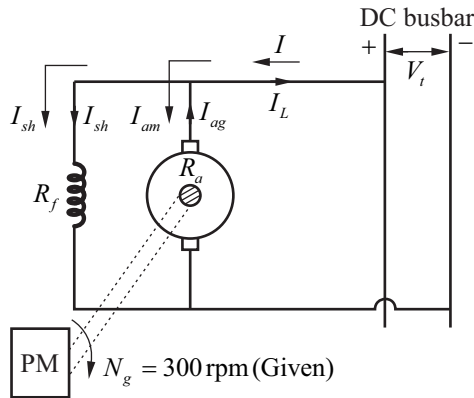 DC busbar
+ −
I
V_t
I_sh I_sh I_am I_ag I_L
R_f
R_a
PM
N_g = 300 rpm (Given)